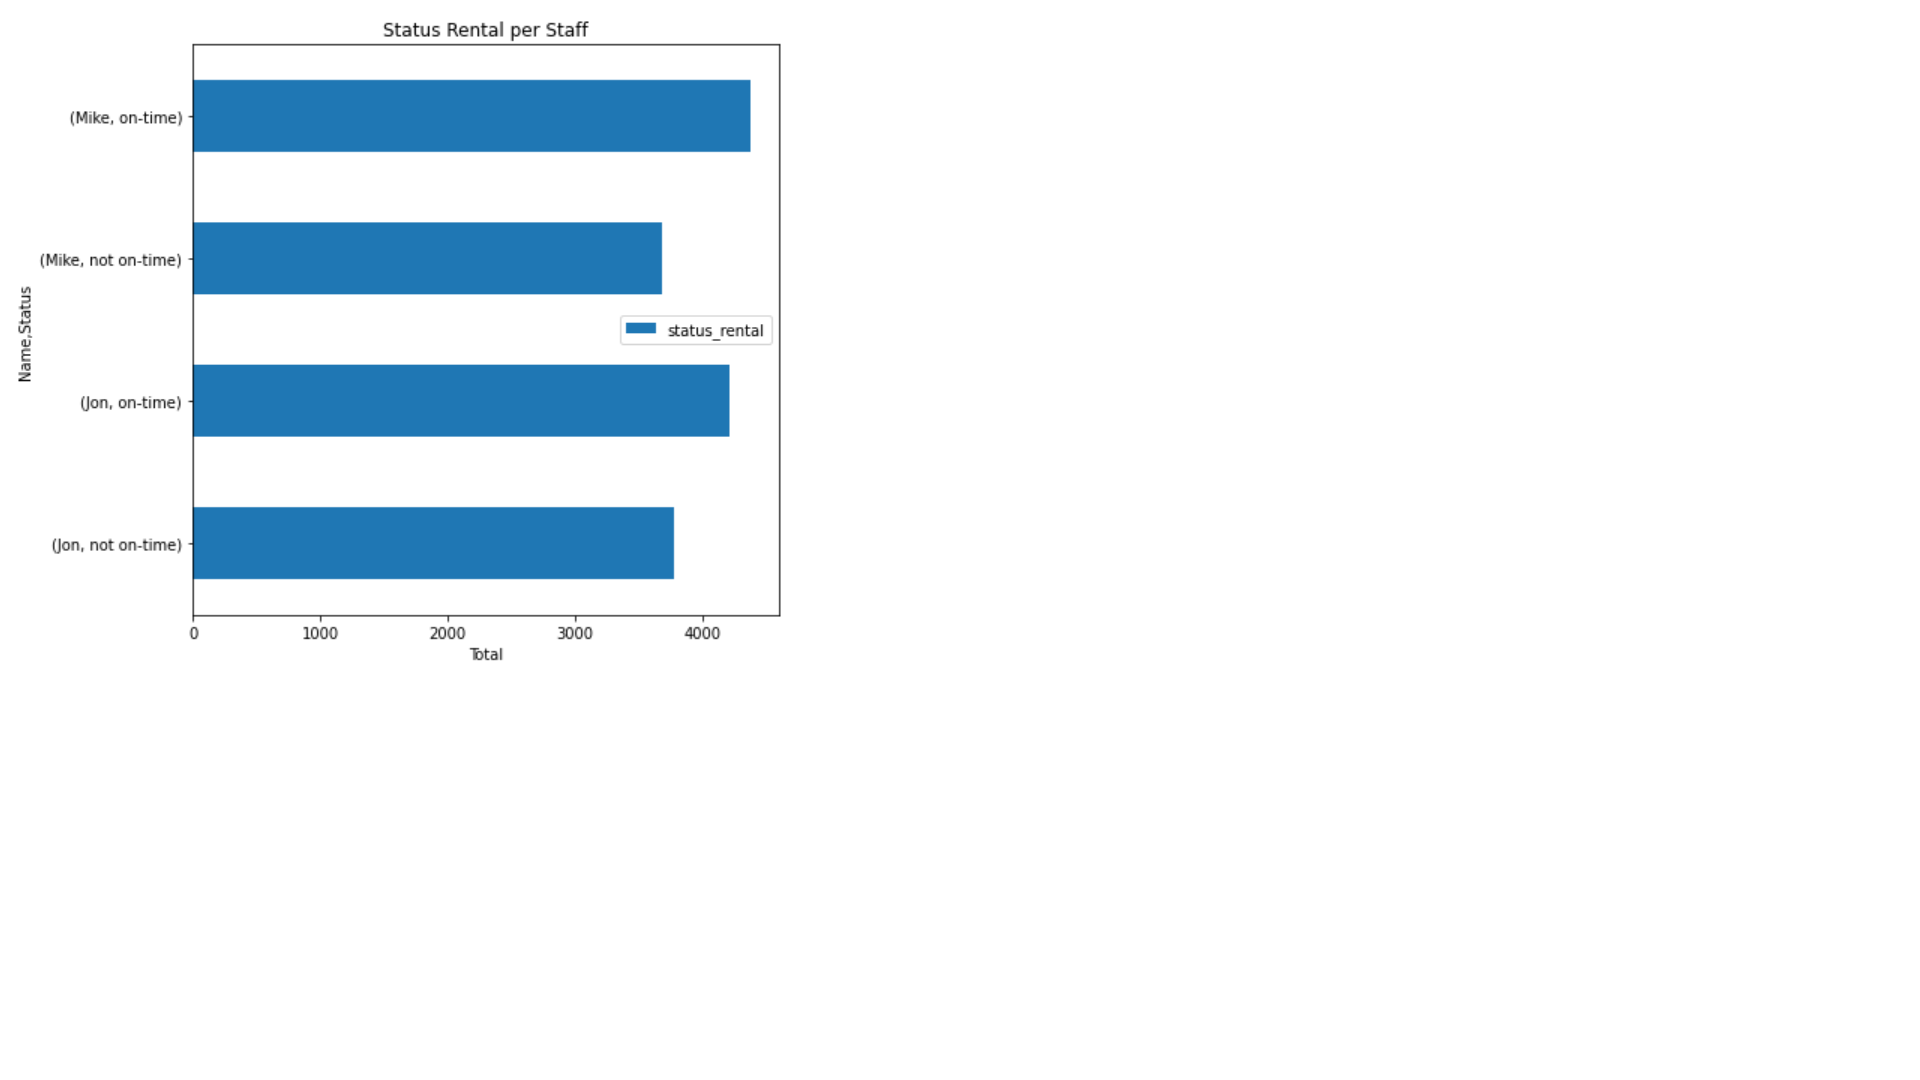 Status Rental per Staff
(Mike, on-time)
(Mike, not on-time)
Name,Status
status_rental
(Jon, on-time)
(Jon, not on-time)
0 1000 2000 3000 4000
Total